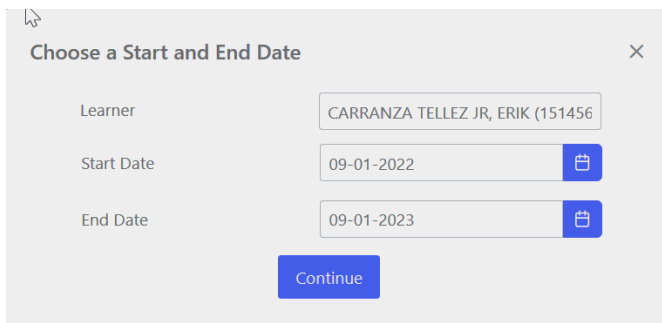 Choose a Start and End Date
Learner CARRANZA TELLEZ JR, ERIK (151456
Start Date 09-01-2022
End Date 09-01-2023
Continue